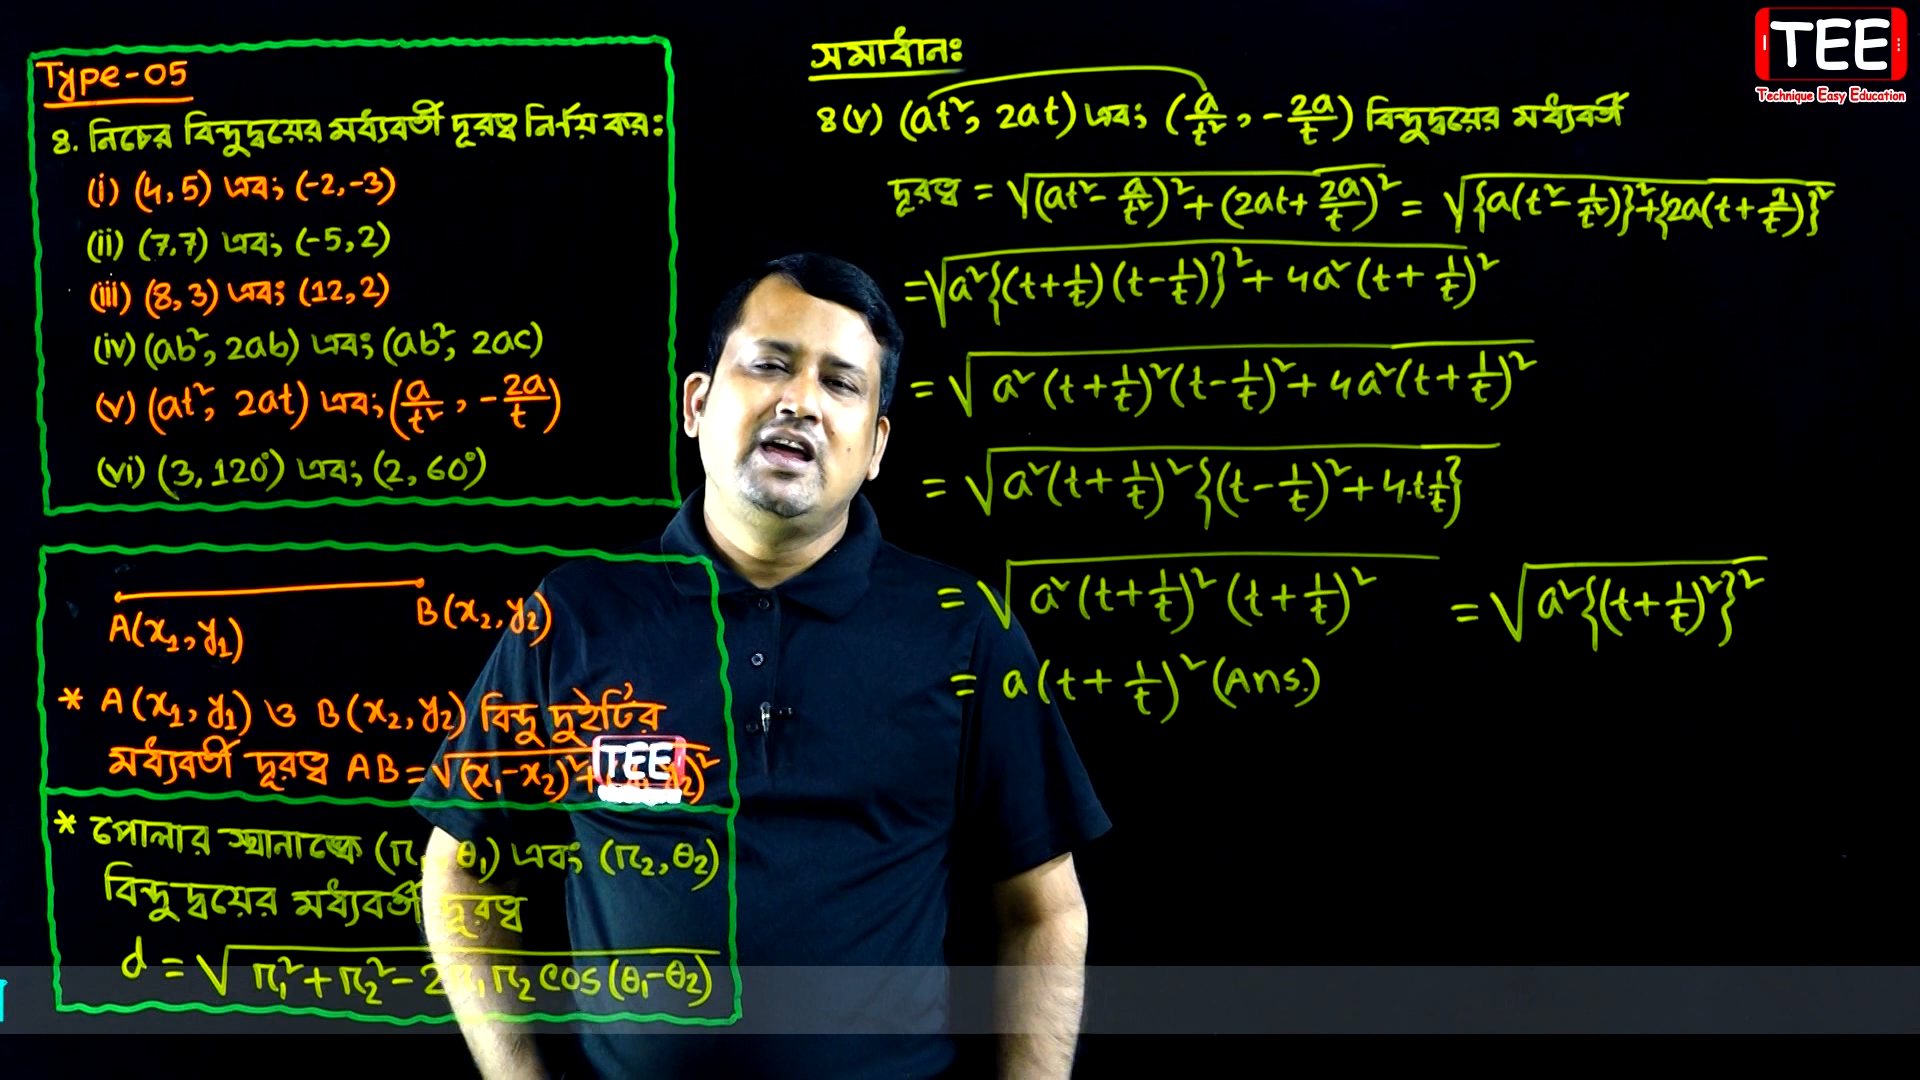 Type-05
8. নিচের বিন্দুদ্বয়ের মধ্যবর্তী দূরত্ব নির্ণয় কর:
(i) (4,5) এবং (-2,-3)
(ii) (7,7) এবং (-5,2)
(iii) (8,3) এবং (12,2)
(iv) (ab², 2ab) এবং (ab², 2ac)
(v) (at², 2at) এবং (a/t², -2a/t)
(vi) (3, 120°) এবং (2, 60°)
A(x₁, y₁)
B(x₂, y₂)
* A(x₁, y₁) ও B(x₂, y₂) বিন্দু দুইটির
মধ্যবর্তী দূরত্ব AB = √(x₁-x₂)²+
TEE
* পোলার স্থানাঙ্কে (r θ₁) এবং (r₂, θ₂)
বিন্দুদ্বয়ের মধ্যবর্তী দূরত্ব
d = √r₁² + r₂² - 2r₁r₂ cos(θ₁-θ₂)
সমাধানঃ
8(v) (at², 2at) এবং (a/t², -2a/t) বিন্দুদ্বয়ের মধ্যবর্তী
দূরত্ব = √(at² - a/t²)² + (2at + 2a/t)² = √{a(t² - 1/t²)}² + {2a(t + 1/t)}²
= √a²{(t+1/t)(t-1/t)}² + 4a²(t + 1/t)²
= √a²(t+1/t)²(t-1/t)² + 4a²(t+1/t)²
= √a²(t+1/t)²{(t-1/t)² + 4.t.1/t}
= √a²(t+1/t)²(t+1/t)² = √a²{(t+1/t)²}²
= a(t+1/t)² (Ans.)
TEE
Technique Easy Education